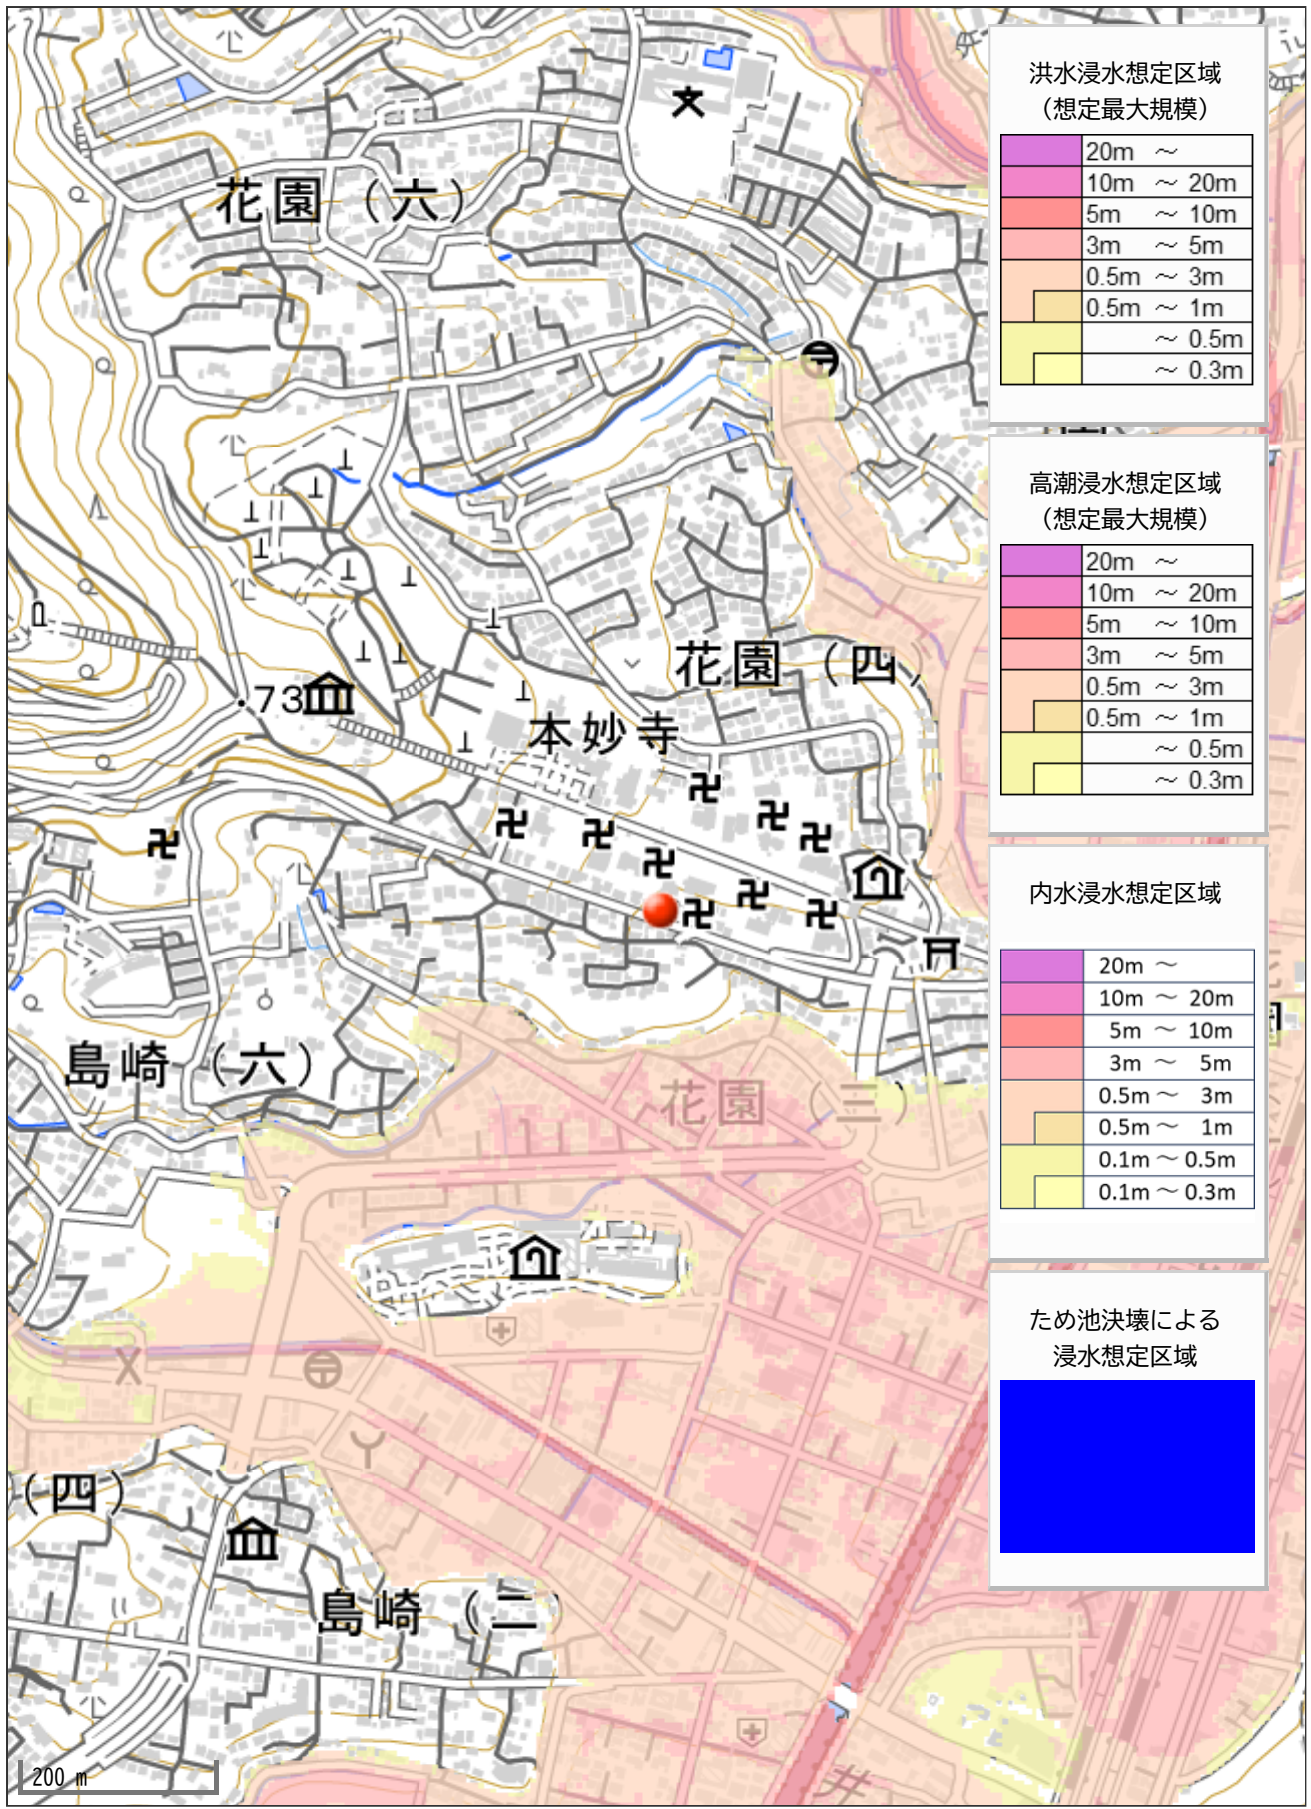 花園（六）
花園（四）
・73
本妙寺
島崎（六）
花園（三）
（四）
島崎（二）
200 m
洪水浸水想定区域
（想定最大規模）
20m ～
10m ～ 20m
5m ～ 10m
3m ～ 5m
0.5m ～ 3m
0.5m ～ 1m
～ 0.5m
～ 0.3m
高潮浸水想定区域
（想定最大規模）
20m ～
10m ～ 20m
5m ～ 10m
3m ～ 5m
0.5m ～ 3m
0.5m ～ 1m
～ 0.5m
～ 0.3m
内水浸水想定区域
20m ～
10m ～ 20m
5m ～ 10m
3m ～ 5m
0.5m ～ 3m
0.5m ～ 1m
0.1m ～ 0.5m
0.1m ～ 0.3m
ため池決壊による
浸水想定区域